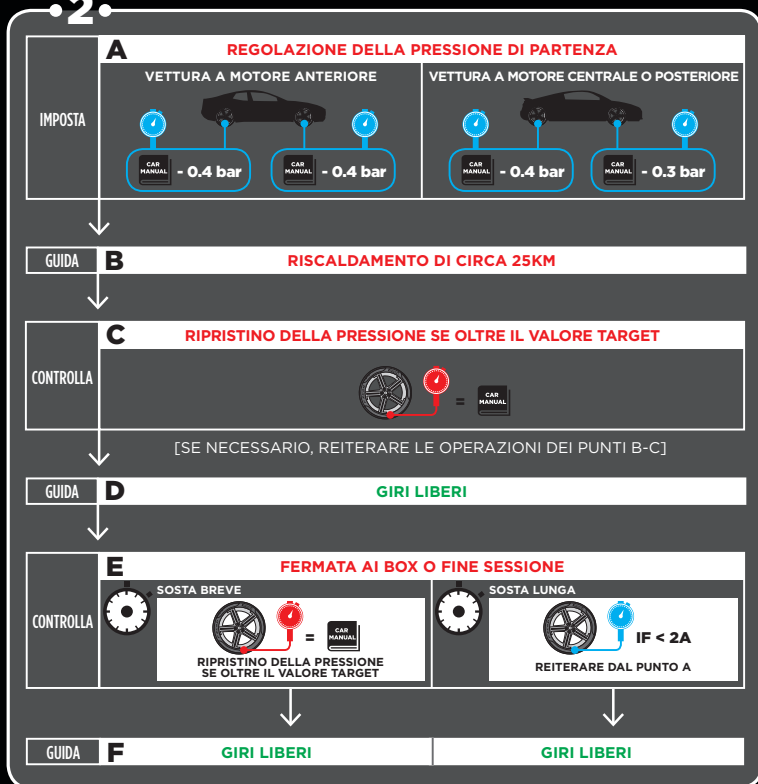 2
A REGOLAZIONE DELLA PRESSIONE DI PARTENZA
IMPOSTA
VETTURA A MOTORE ANTERIORE
CAR MANUAL - 0.4 bar
CAR MANUAL - 0.4 bar
VETTURA A MOTORE CENTRALE O POSTERIORE
CAR MANUAL - 0.4 bar
CAR MANUAL - 0.3 bar
GUIDA B RISCALDAMENTO DI CIRCA 25KM
C RIPRISTINO DELLA PRESSIONE SE OLTRE IL VALORE TARGET
CONTROLLA
= CAR MANUAL
[SE NECESSARIO, REITERARE LE OPERAZIONI DEI PUNTI B-C]
GUIDA D GIRI LIBERI
E FERMATA AI BOX O FINE SESSIONE
CONTROLLA
SOSTA BREVE
= CAR MANUAL
RIPRISTINO DELLA PRESSIONE
SE OLTRE IL VALORE TARGET
SOSTA LUNGA
IF < 2A
REITERARE DAL PUNTO A
GUIDA F GIRI LIBERI GIRI LIBERI